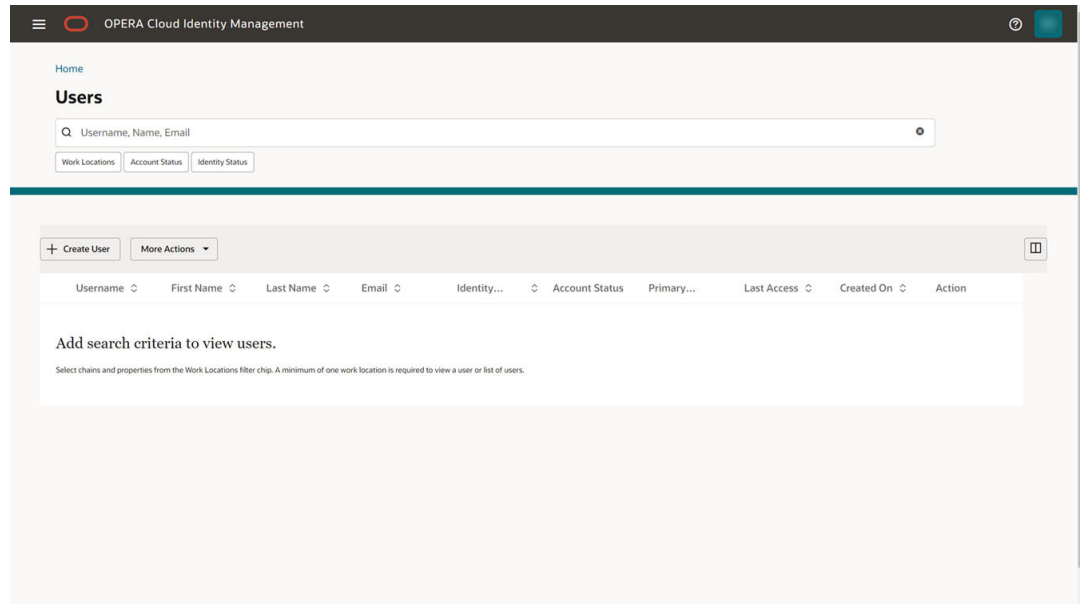 OPERA Cloud Identity Management
Home
Users
Username, Name, Email
Work Locations Account Status Identity Status
Create User More Actions
Username First Name Last Name Email Identity... Account Status Primary... Last Access Created On Action
Add search criteria to view users.
Select chains and properties from the Work Locations filter chip. A minimum of one work location is required to view a user or list of users.